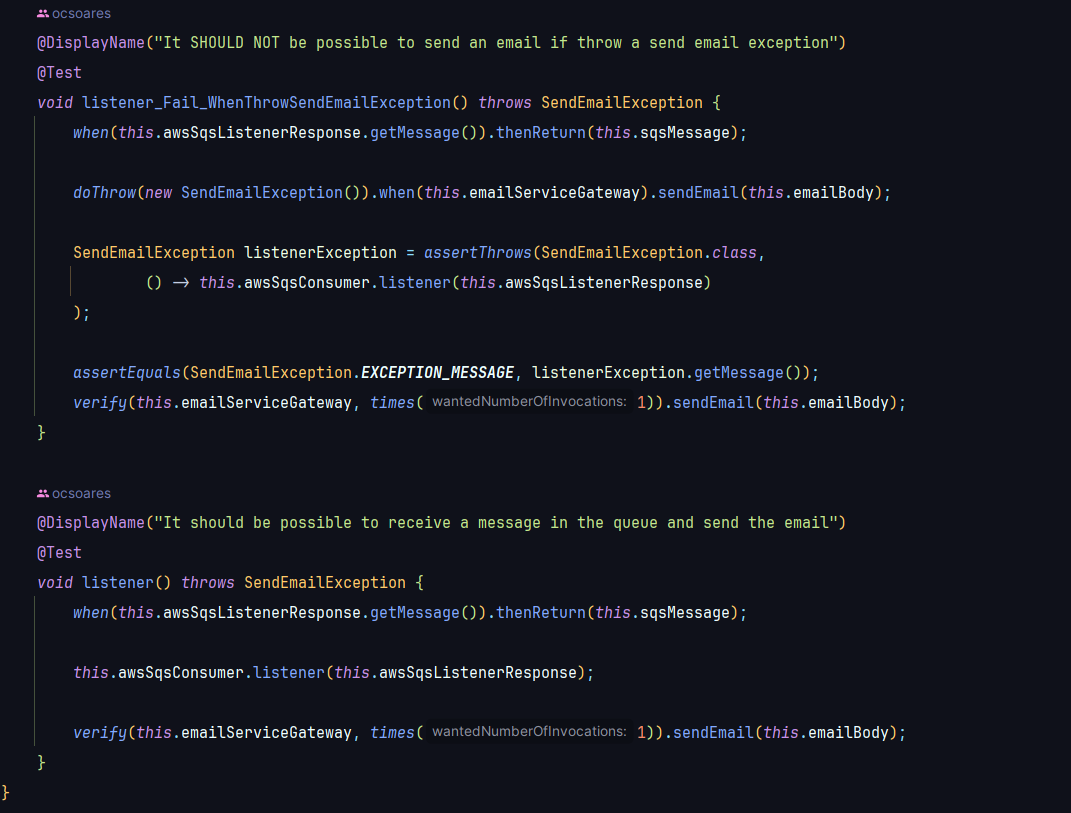 ocsoares
@DisplayName("It SHOULD NOT be possible to send an email if throw a send email exception")
@Test
void listener_Fail_WhenThrowSendEmailException() throws SendEmailException {
when(this.awsSqsListenerResponse.getMessage()).thenReturn(this.sqsMessage);
doThrow(new SendEmailException()).when(this.emailServiceGateway).sendEmail(this.emailBody);
SendEmailException listenerException = assertThrows(SendEmailException.class,
() -> this.awsSqsConsumer.listener(this.awsSqsListenerResponse)
);
assertEquals(SendEmailException.EXCEPTION_MESSAGE, listenerException.getMessage());
verify(this.emailServiceGateway, times( wantedNumberOfInvocations: 1)).sendEmail(this.emailBody);
}
ocsoares
@DisplayName("It should be possible to receive a message in the queue and send the email")
@Test
void listener() throws SendEmailException {
when(this.awsSqsListenerResponse.getMessage()).thenReturn(this.sqsMessage);
this.awsSqsConsumer.listener(this.awsSqsListenerResponse);
verify(this.emailServiceGateway, times( wantedNumberOfInvocations: 1)).sendEmail(this.emailBody);
}
}